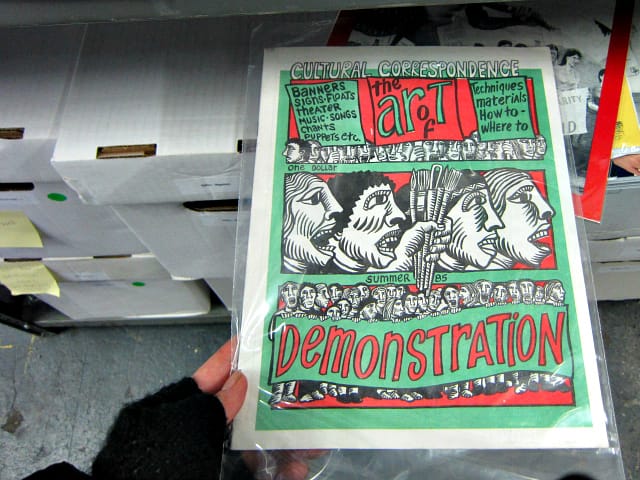 CULTURAL CORRESPONDENCE
BANNERS
SIGNS·FLOATS
THEATER
MUSIC·SONGS
CHANTS
PUPPETS ETC.
the
arT
of
Techniques
materials
How to -
wHere to
One Dollar
Summer 85
DemonSTRATION